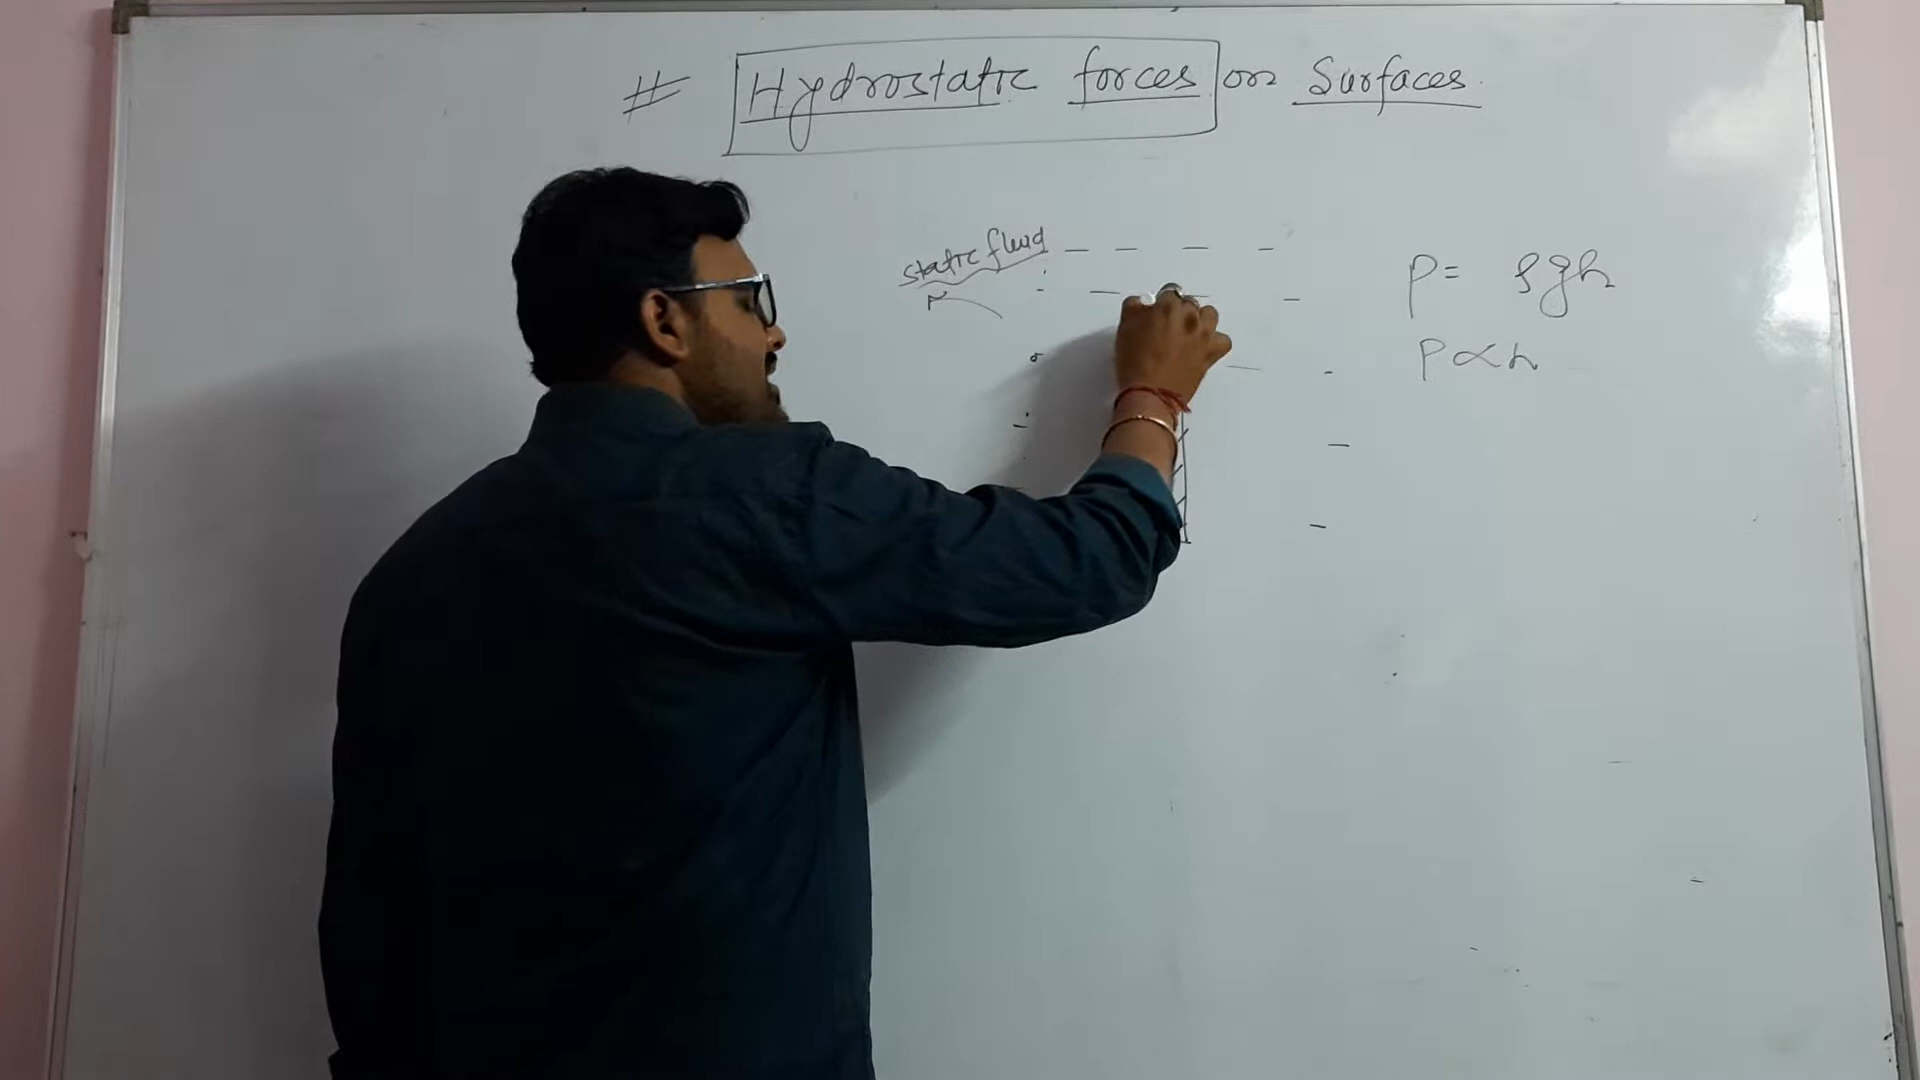 # Hydrostatic forces on Surfaces
static fluid
P = ρgh
P ∝ h